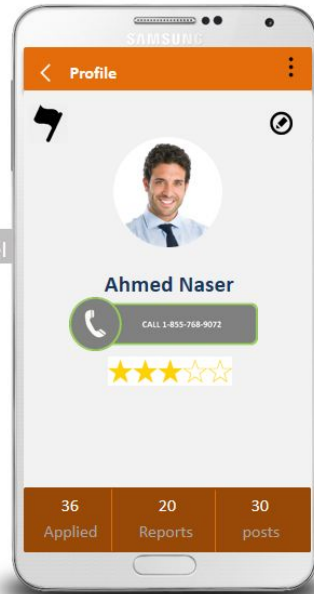 SAMSUNG
Profile
Ahmed Naser
CALL 1-855-768-9072
36 20 30
Applied Reports posts